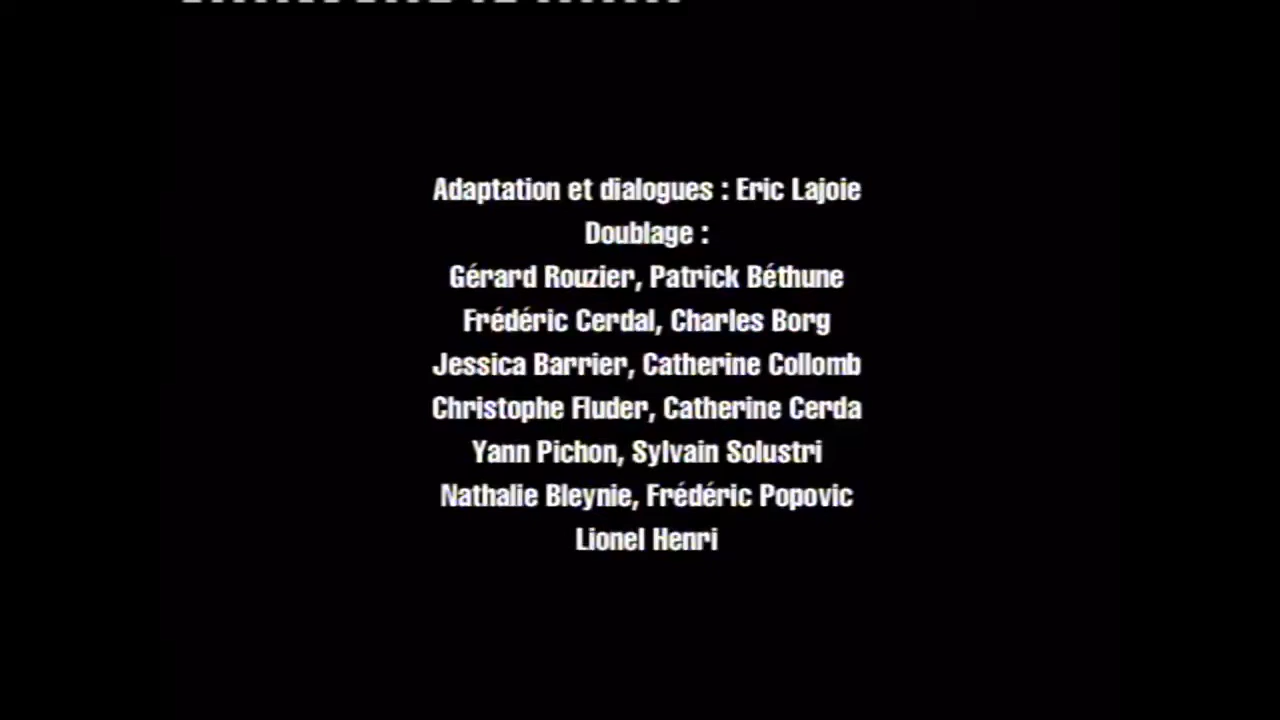 Adaptation et dialogues : Eric Lajoie
Doublage :
Gérard Rouzier, Patrick Béthune
Frédéric Cerdal, Charles Borg
Jessica Barrier, Catherine Collomb
Christophe Fluder, Catherine Cerda
Yann Pichon, Sylvain Solustri
Nathalie Bleynie, Frédéric Popovic
Lionel Henri